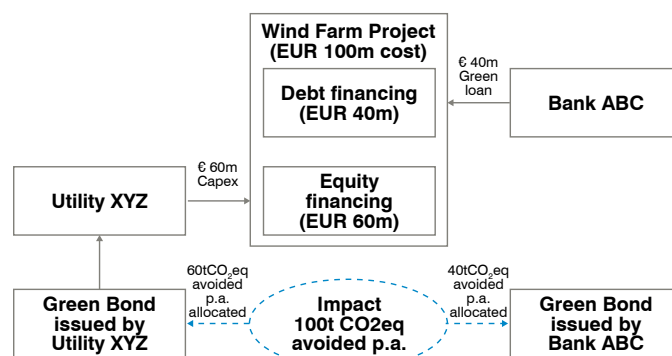 Wind Farm Project
(EUR 100m cost)
Debt financing
(EUR 40m)
€ 40m
Green
loan
Bank ABC
Utility XYZ
€ 60m
Capex
Equity
financing
(EUR 60m)
60tCO2eq
avoided
p.a.
allocated
40tCO2eq
avoided
p.a.
allocated
Green Bond
issued by
Utility XYZ
Impact
100t CO2eq
avoided p.a.
Green Bond
issued by
Bank ABC